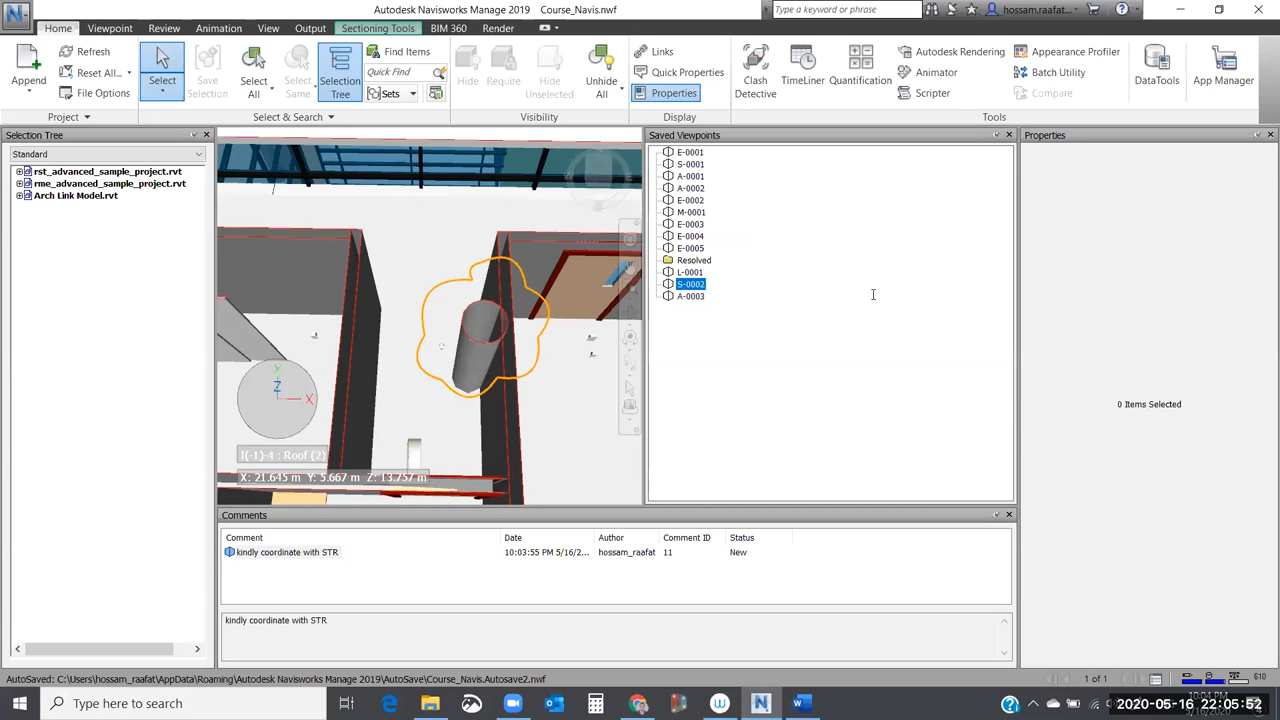 Autodesk Navisworks Manage 2019 Course_Navis.nwf
Type a keyword or phrase
hossam_raafat...
Home Viewpoint Review Animation View Output Sectioning Tools BIM 360 Render
Append
Refresh
Reset All...
File Options
Select
Save Selection
Select All
Select Same
Selection Tree
Find Items
Quick Find
Sets
Hide
Require
Hide Unselected
Unhide All
Links
Quick Properties
Properties
Clash Detective
TimeLiner
Quantification
Autodesk Rendering
Animator
Scripter
Appearance Profiler
Batch Utility
Compare
DataTools
App Manager
Project
Select & Search
Visibility
Display
Tools
Selection Tree
Standard
rst_advanced_sample_project.rvt
rme_advanced_sample_project.rvt
Arch Link Model.rvt
Y
Z
X
I(-1)-4 : Roof (2)
X: 21.645 m Y: 5.667 m Z: 13.757 m
Saved Viewpoints
E-0001
S-0001
A-0001
A-0002
E-0002
M-0001
E-0003
E-0004
E-0005
Resolved
L-0001
S-0002
A-0003
Properties
0 Items Selected
Comments
Comment Date Author Comment ID Status
kindly coordinate with STR 10:03:55 PM 5/16/2... hossam_raafat 11 New
kindly coordinate with STR
AutoSaved: C:\Users\hossam_raafat\AppData\Roaming\Autodesk Navisworks Manage 2019\AutoSave\Course_Navis.Autosave2.nwf
1 of 1
610
Type here to search
10:04 PM
2020-05-16 22:05:52